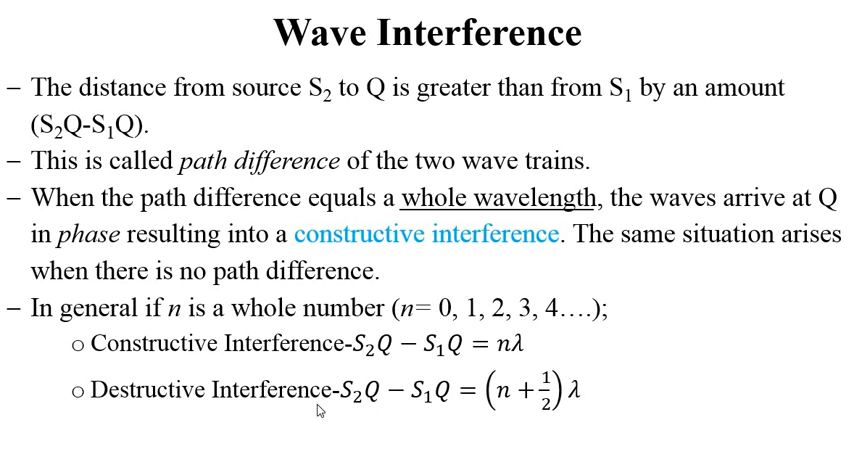 Wave Interference
– The distance from source S₂ to Q is greater than from S₁ by an amount
(S₂Q-S₁Q).
– This is called path difference of the two wave trains.
– When the path difference equals a whole wavelength, the waves arrive at Q
in phase resulting into a constructive interference. The same situation arises
when there is no path difference.
– In general if n is a whole number (n= 0, 1, 2, 3, 4….);
○ Constructive Interference-S₂Q − S₁Q = nλ
○ Destructive Interference-S₂Q − S₁Q = (n + 1/2) λ